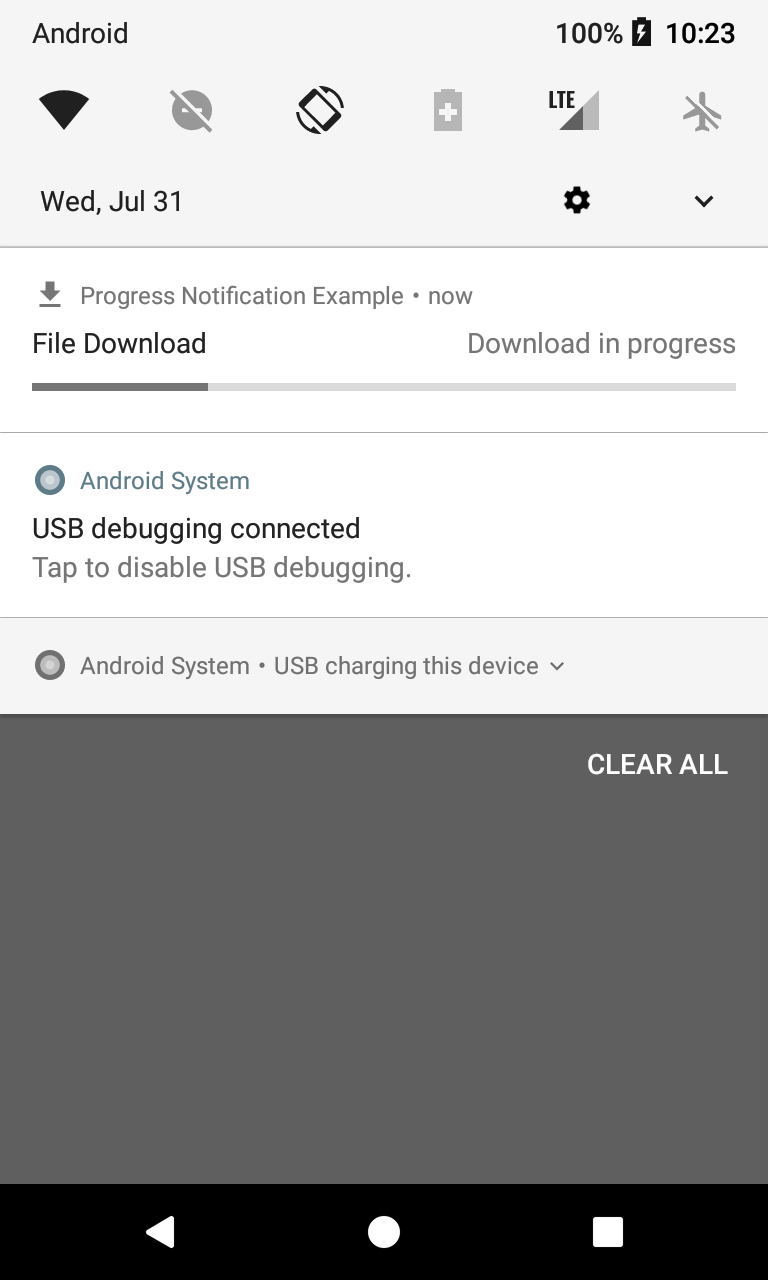 Android 100% 10:23
LTE
Wed, Jul 31
Progress Notification Example • now
File Download Download in progress
Android System
USB debugging connected
Tap to disable USB debugging.
Android System • USB charging this device
CLEAR ALL